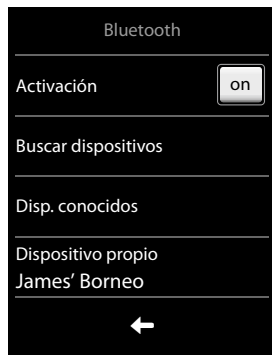 Bluetooth
Activación on
Buscar dispositivos
Disp. conocidos
Dispositivo propio
James’ Borneo